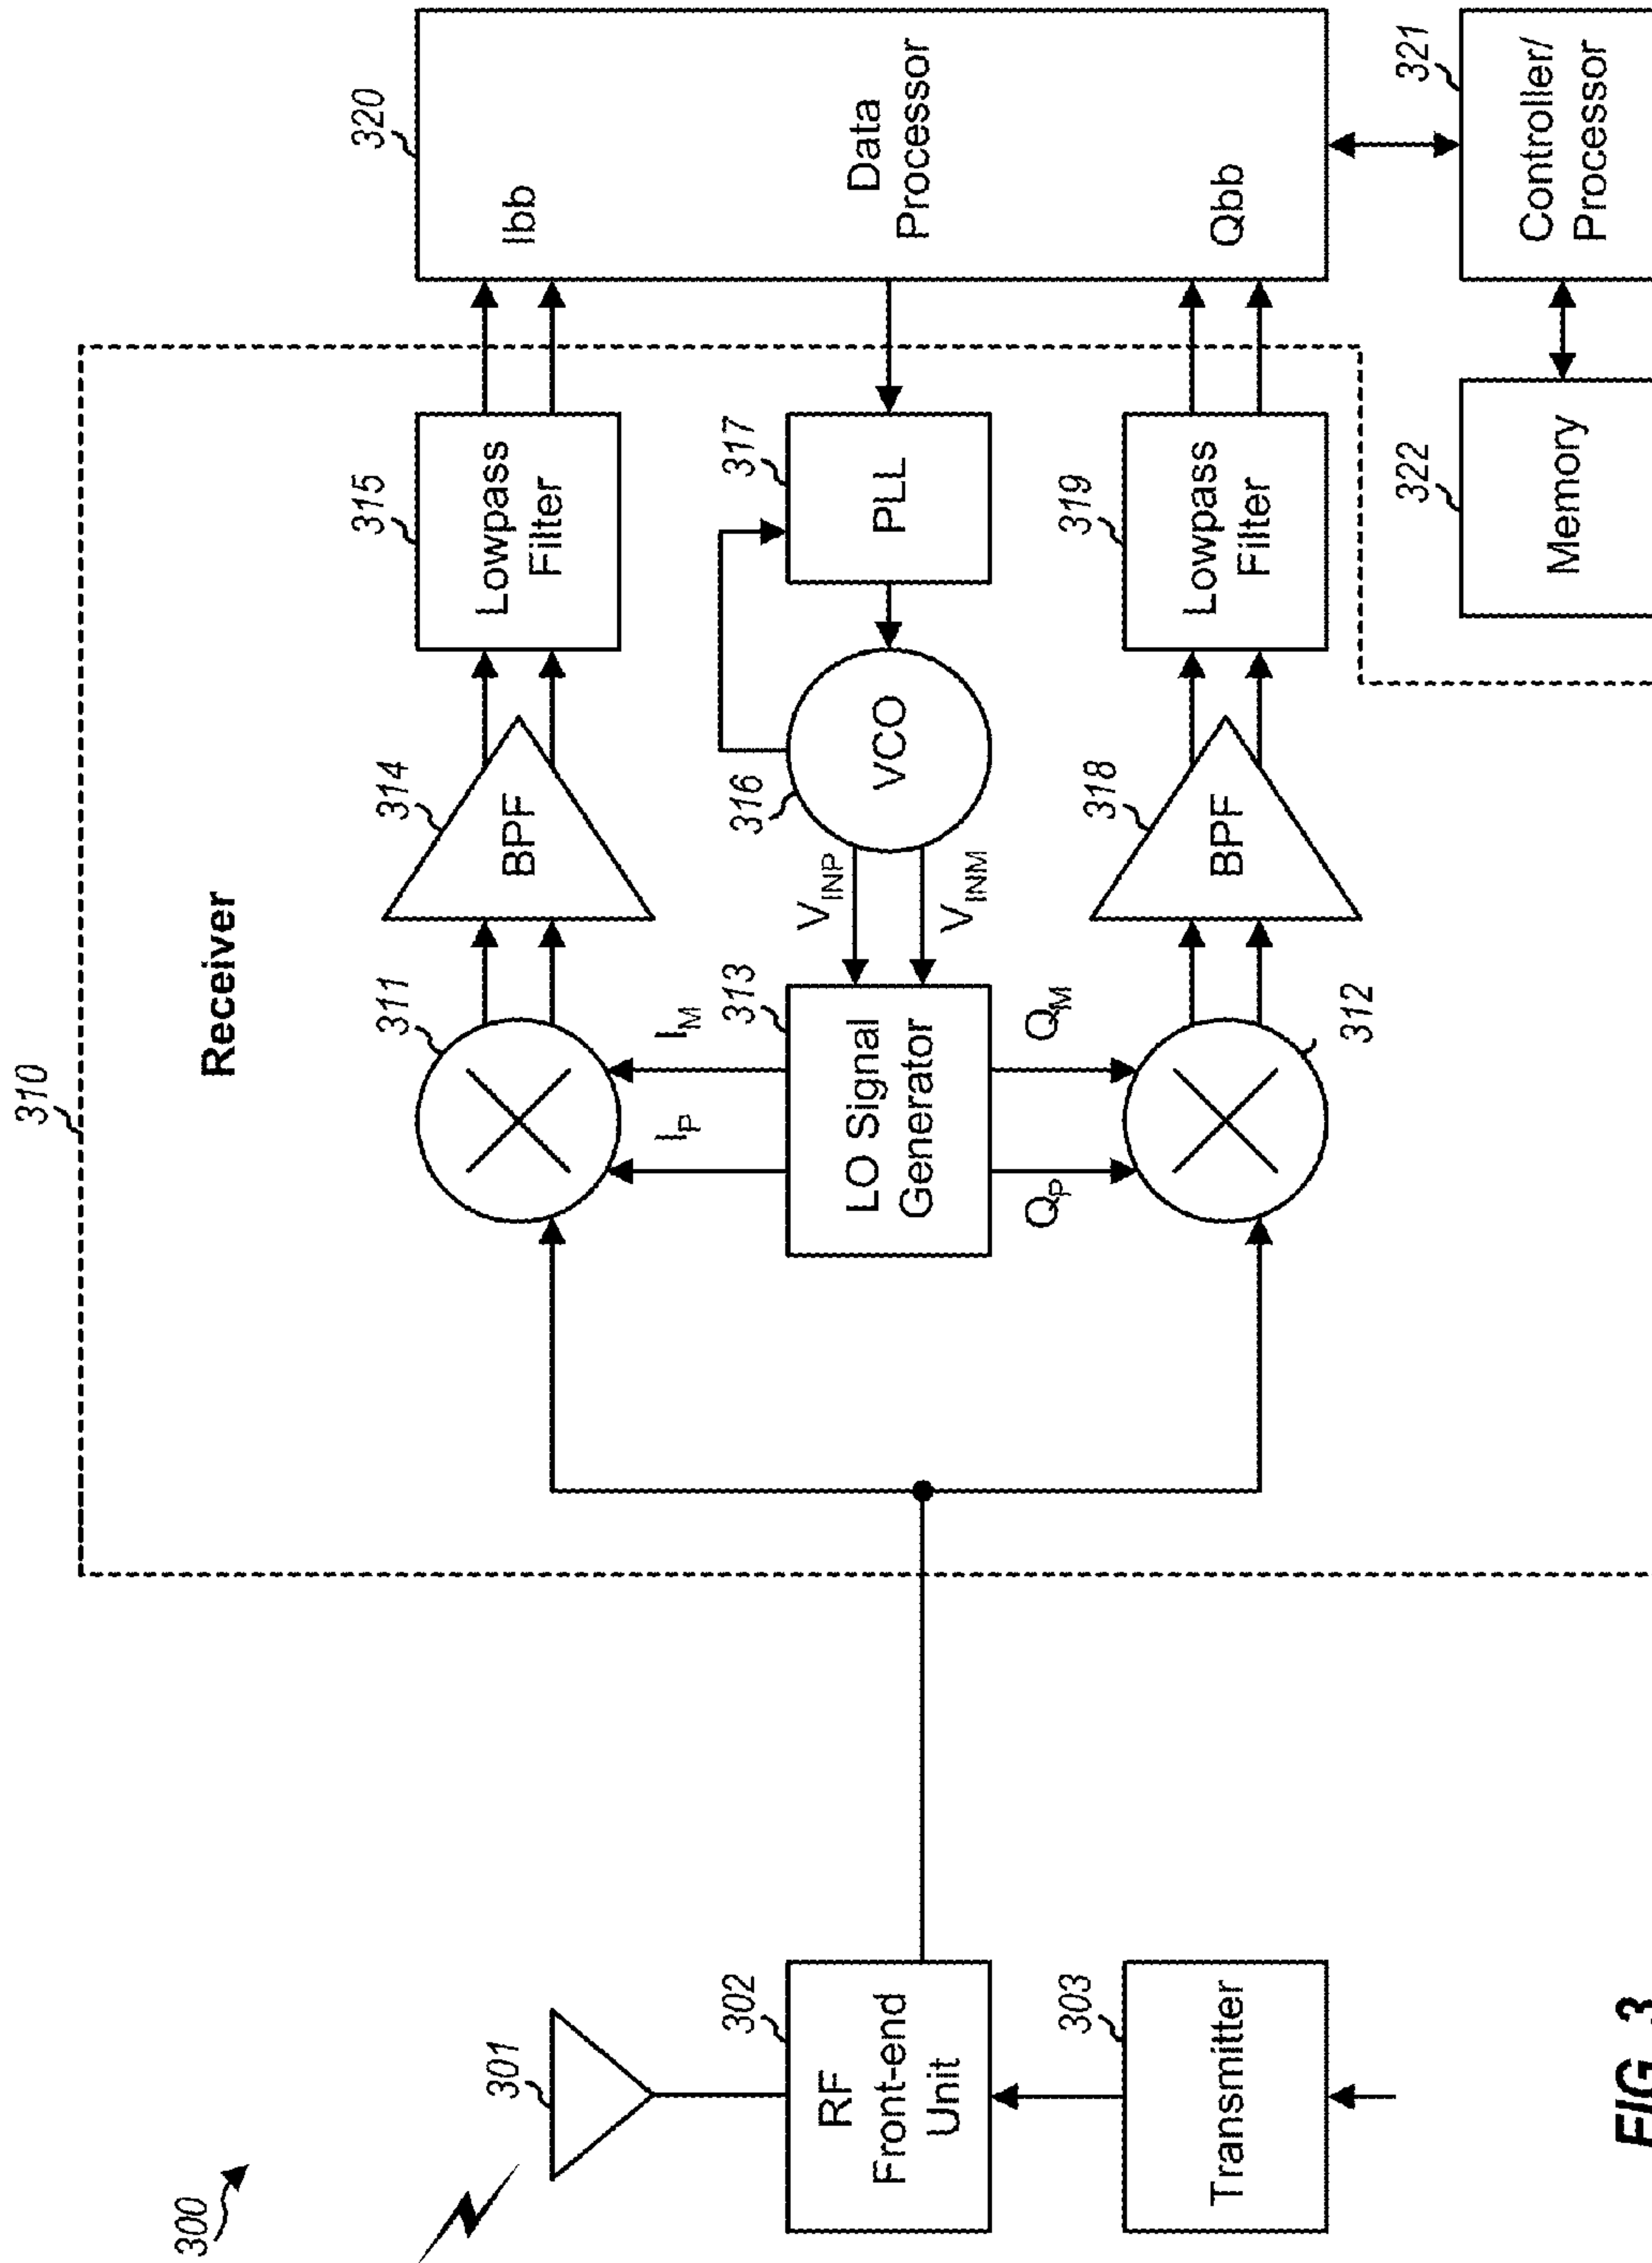 300
310
Receiver
301
302
RF
Front-end
Unit
303
Transmitter
311
I_P
I_M
313
LO Signal
Generator
Q_P
Q_M
312
314
BPF
V_INP
V_INM
316
VCO
318
BPF
315
Lowpass
Filter
317
PLL
319
Lowpass
Filter
320
Ibb
Data
Processor
Qbb
322
Memory
321
Controller/
Processor
FIG. 3